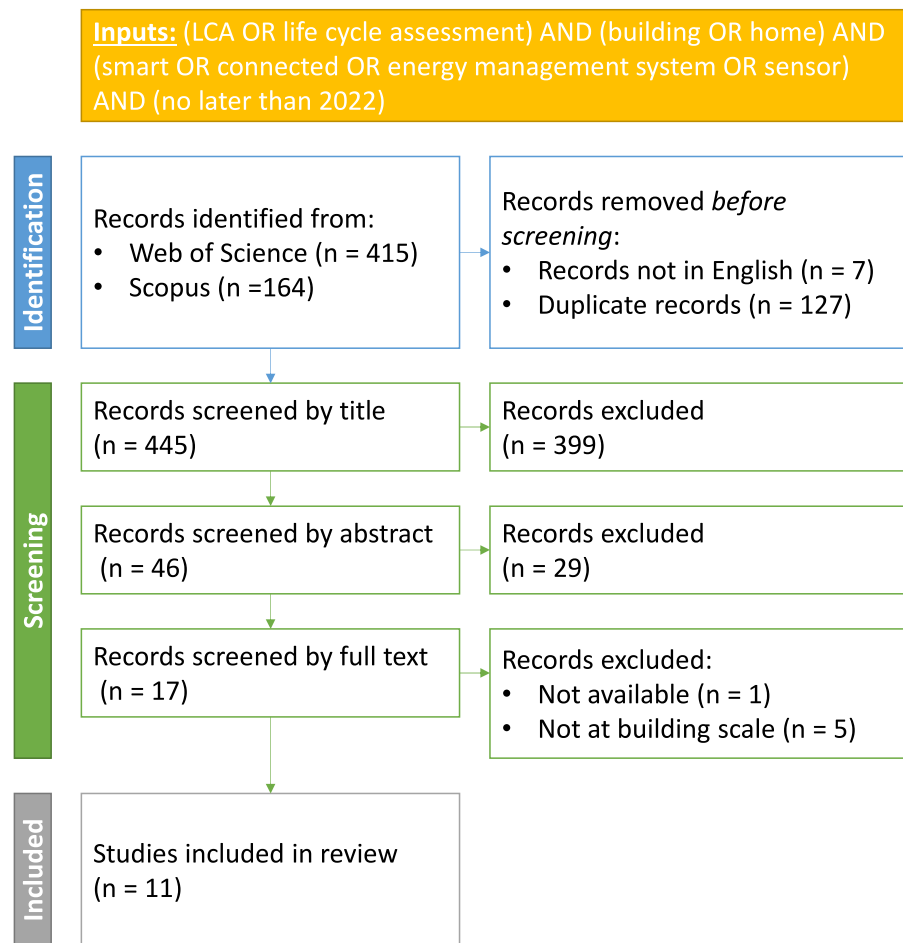 Inputs: (LCA OR life cycle assessment) AND (building OR home) AND
(smart OR connected OR energy management system OR sensor)
AND (no later than 2022)
Identification
Records identified from:
• Web of Science (n = 415)
• Scopus (n =164)
Records removed before
screening:
• Records not in English (n = 7)
• Duplicate records (n = 127)
Screening
Records screened by title
(n = 445)
Records excluded
(n = 399)
Records screened by abstract
(n = 46)
Records excluded
(n = 29)
Records screened by full text
(n = 17)
Records excluded:
• Not available (n = 1)
• Not at building scale (n = 5)
Included
Studies included in review
(n = 11)